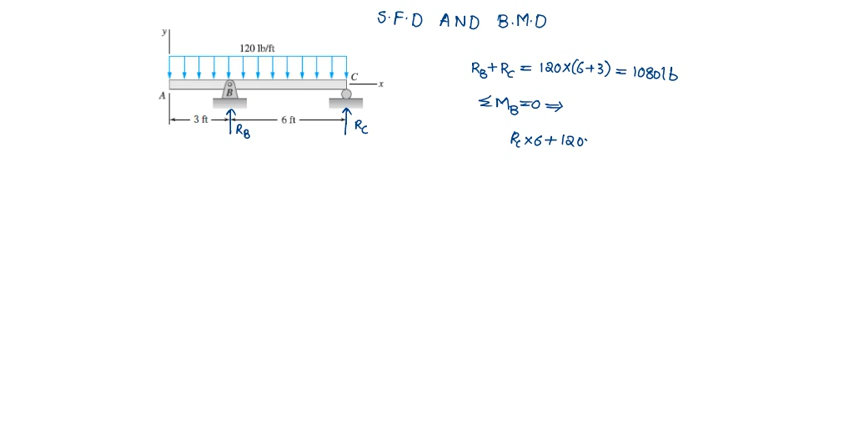 S.F.D AND B.M.D
y
120 lb/ft
C
x
A
B
3 ft
6 ft
R_B
R_C
R_B + R_C = 120×(6+3) = 1080lb
ΣM_B=0 ⇒
R_C×6+120·